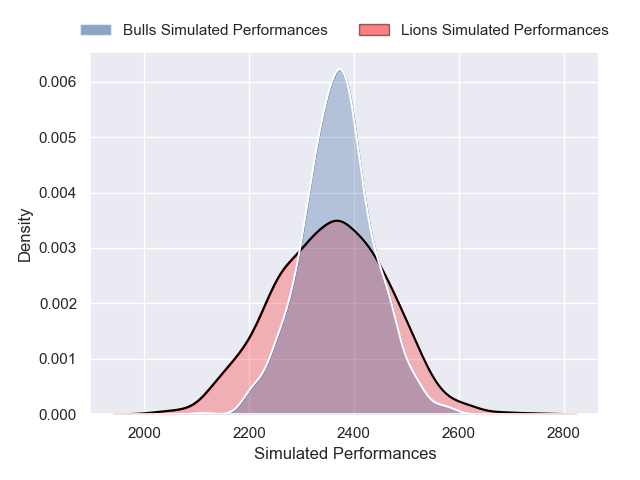 Bulls Simulated Performances
Lions Simulated Performances
0.006
0.005
0.004
0.003
0.002
0.001
0.000
Density
2000 2200 2400 2600 2800
Simulated Performances